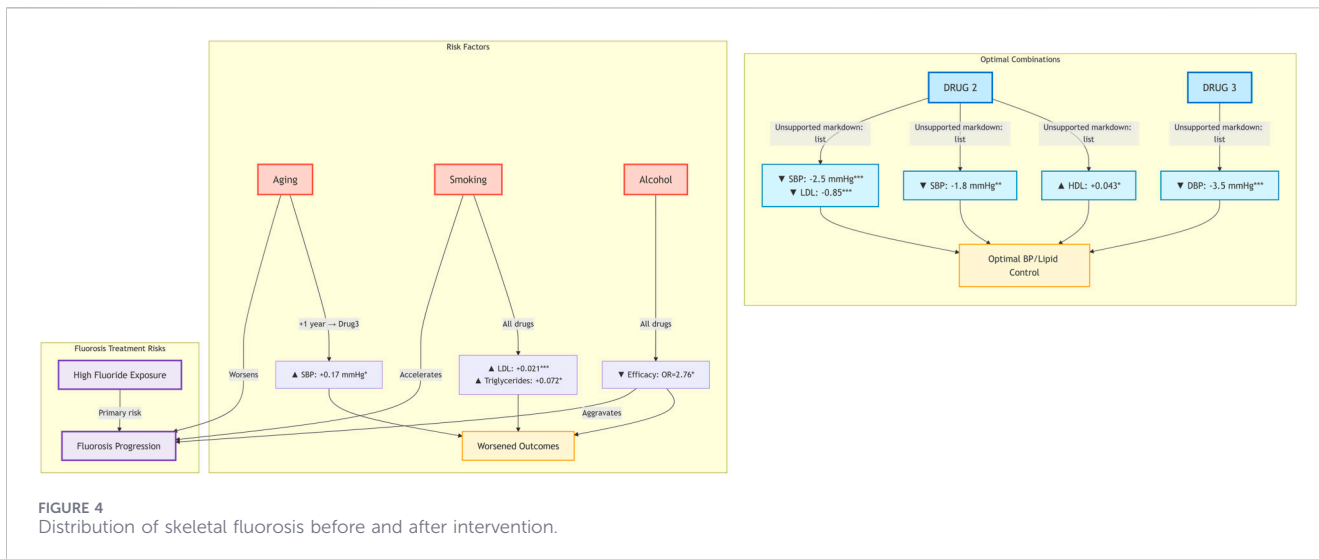 Risk Factors
Optimal Combinations
DRUG 2
DRUG 3
Unsupported markdown:
list
Unsupported markdown:
list
Unsupported markdown:
list
Unsupported markdown:
list
Aging
Smoking
Alcohol
▼ SBP: -2.5 mmHg***
▼ LDL: -0.85***
▼ SBP: -1.8 mmHg**
▲ HDL: +0.043*
▼ DBP: -3.5 mmHg***
Optimal BP/Lipid
Control
+1 year → Drug3
All drugs
All drugs
Fluorosis Treatment Risks
High Fluoride Exposure
Worsens
▲ SBP: +0.17 mmHg*
Accelerates
▲ LDL: +0.021***
▲ Triglycerides: +0.072*
▼ Efficacy: OR=2.76*
Primary risk
Aggravates
Fluorosis Progression
Worsened Outcomes
FIGURE 4
Distribution of skeletal fluorosis before and after intervention.